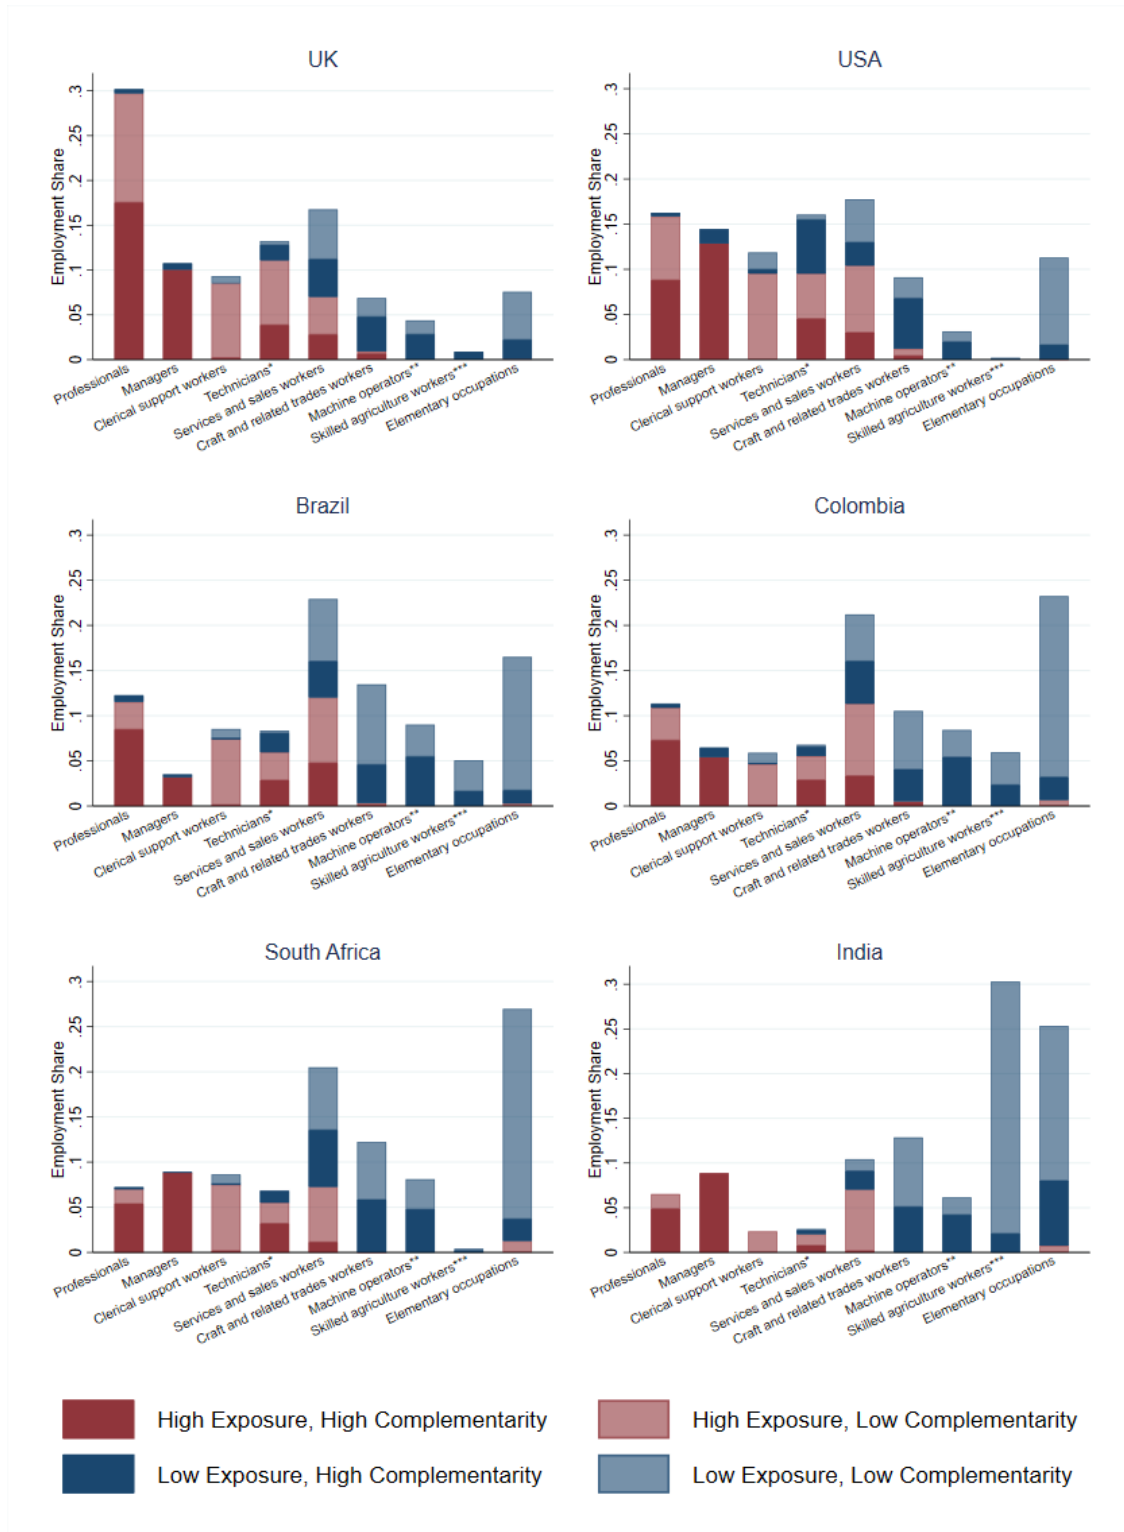 UK
Employment Share
.3
.25
.2
.15
.1
.05
0
Professionals
Managers
Clerical support workers
Technicians*
Services and sales workers
Craft and related trades workers
Machine operators**
Skilled agriculture workers***
Elementary occupations
USA
Employment Share
.3
.25
.2
.15
.1
.05
0
Professionals
Managers
Clerical support workers
Technicians*
Services and sales workers
Craft and related trades workers
Machine operators**
Skilled agriculture workers***
Elementary occupations
Brazil
Employment Share
.3
.25
.2
.15
.1
.05
0
Professionals
Managers
Clerical support workers
Technicians*
Services and sales workers
Craft and related trades workers
Machine operators**
Skilled agriculture workers***
Elementary occupations
Colombia
Employment Share
.3
.25
.2
.15
.1
.05
0
Professionals
Managers
Clerical support workers
Technicians*
Services and sales workers
Craft and related trades workers
Machine operators**
Skilled agriculture workers***
Elementary occupations
South Africa
Employment Share
.3
.25
.2
.15
.1
.05
0
Professionals
Managers
Clerical support workers
Technicians*
Services and sales workers
Craft and related trades workers
Machine operators**
Skilled agriculture workers***
Elementary occupations
India
Employment Share
.3
.25
.2
.15
.1
.05
0
Professionals
Managers
Clerical support workers
Technicians*
Services and sales workers
Craft and related trades workers
Machine operators**
Skilled agriculture workers***
Elementary occupations
High Exposure, High Complementarity
High Exposure, Low Complementarity
Low Exposure, High Complementarity
Low Exposure, Low Complementarity